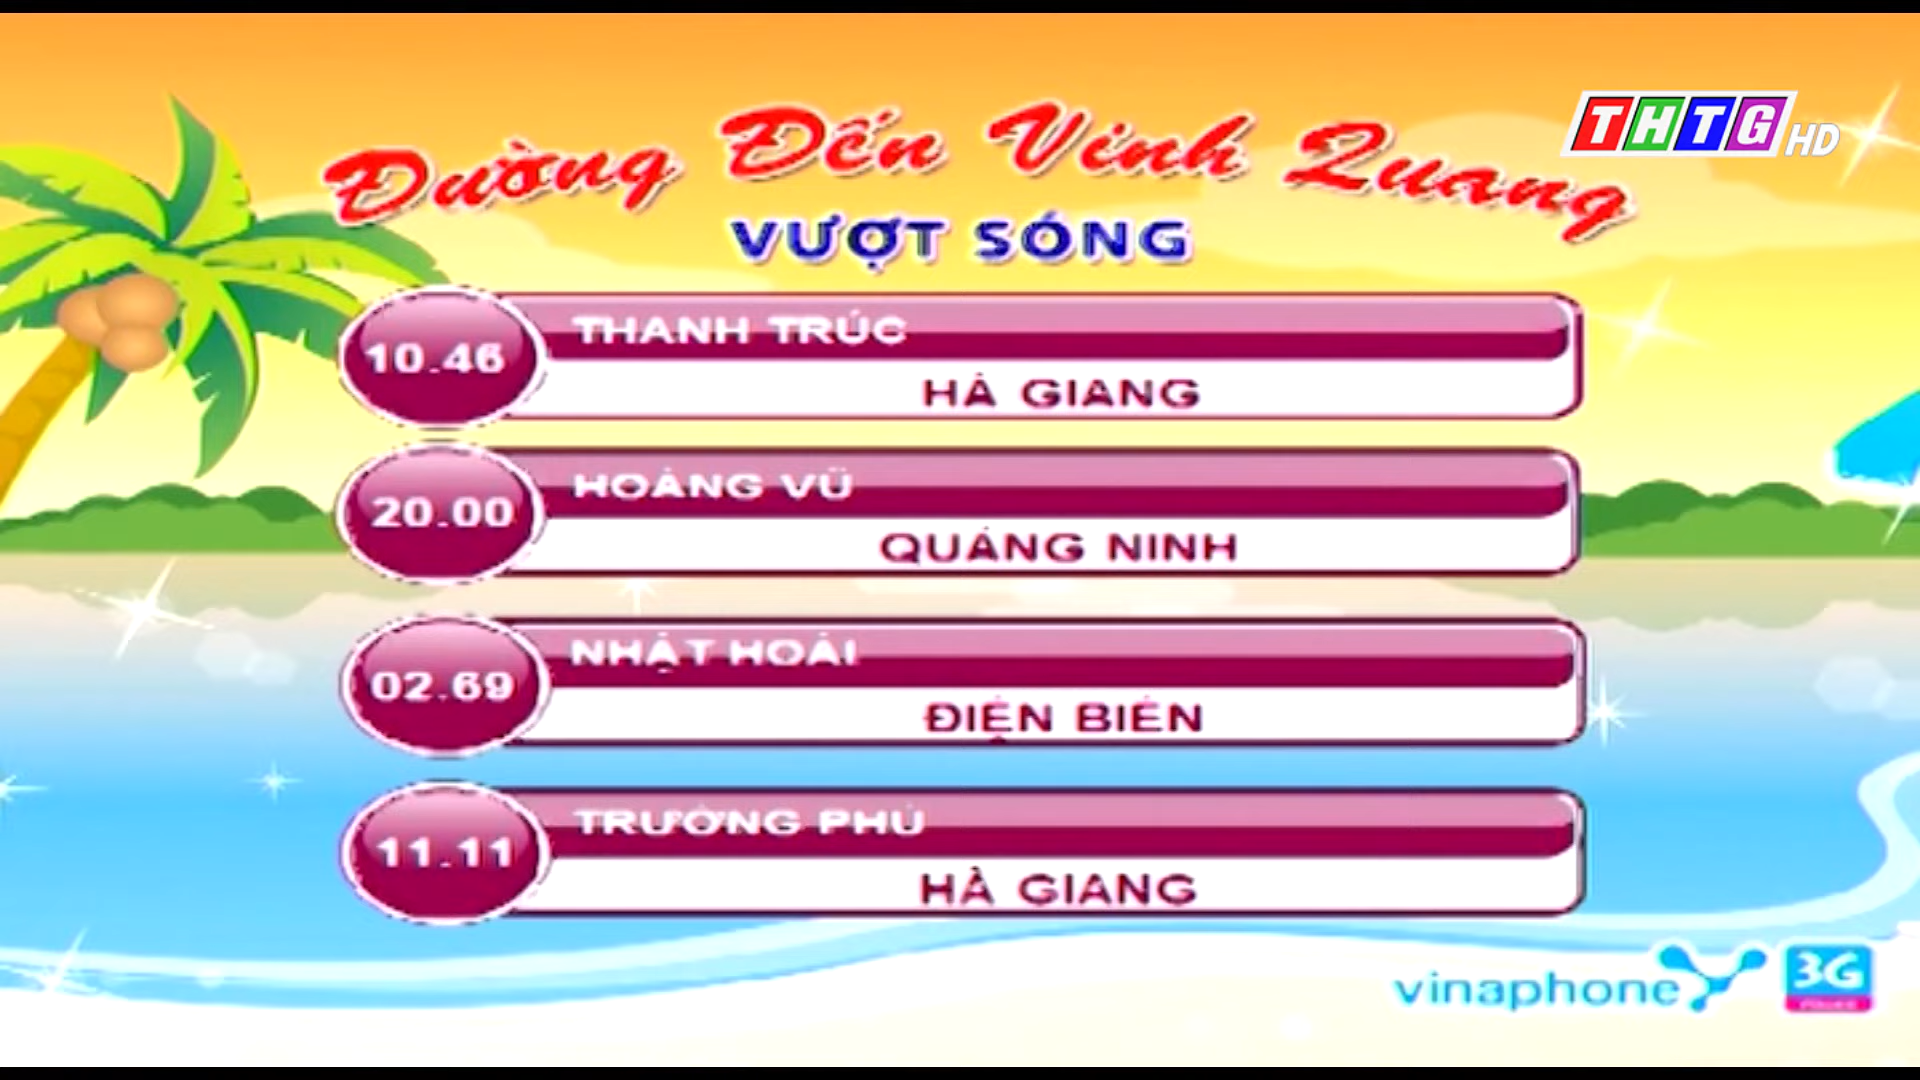 THTG HD
Đường Đến Vinh Quang
VƯỢT SÓNG
10.46
THANH TRÚC
HÀ GIANG
20.00
HOÀNG VŨ
QUẢNG NINH
02.69
NHẬT HOÀI
ĐIỆN BIÊN
11.11
TRƯỜNG PHÚ
HÀ GIANG
vinaphone
3G